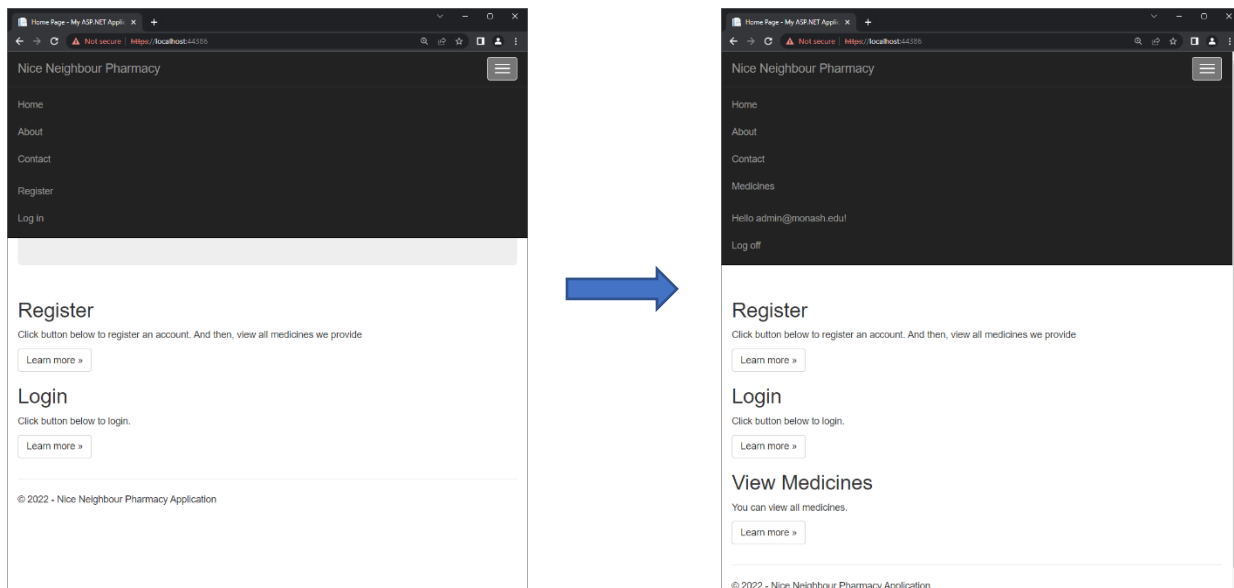 Home Page - My ASP.NET Applic
Not secure | https://localhost:44386
Nice Neighbour Pharmacy
Home
About
Contact
Register
Log in
Register
Click button below to register an account. And then, view all medicines we provide
Learn more »
Login
Click button below to login.
Learn more »
© 2022 - Nice Neighbour Pharmacy Application
Home Page - My ASP.NET Applic
Not secure | https://localhost:44386
Nice Neighbour Pharmacy
Home
About
Contact
Medicines
Hello admin@monash.edu!
Log off
Register
Click button below to register an account. And then, view all medicines we provide
Learn more »
Login
Click button below to login.
Learn more »
View Medicines
You can view all medicines.
Learn more »
© 2022 - Nice Neighbour Pharmacy Application